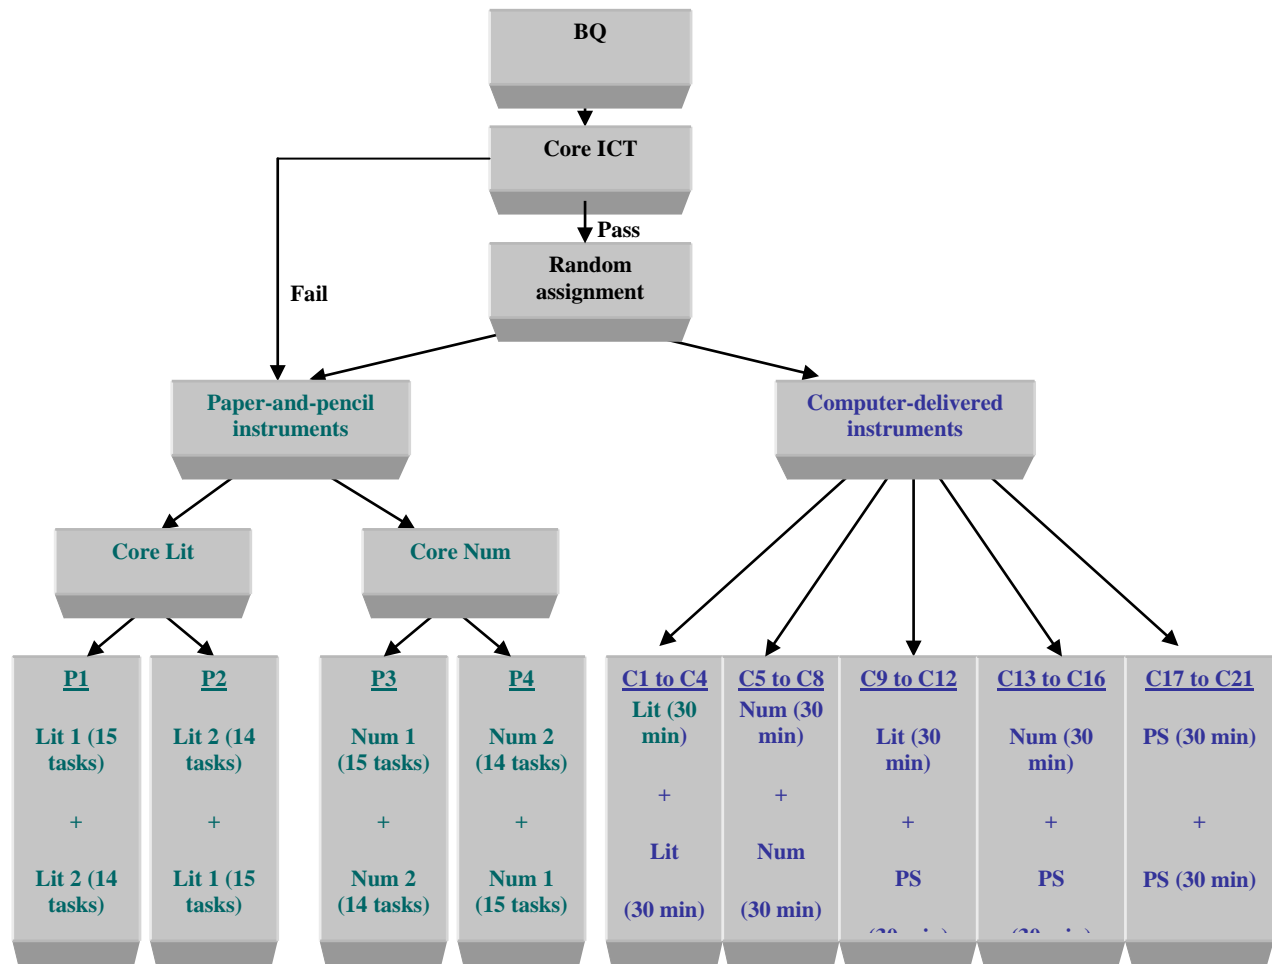 BQ
Core ICT
Pass
Random
assignment
Fail
Paper-and-pencil
instruments
Computer-delivered
instruments
Core Lit
Core Num
P1
Lit 1 (15
tasks)
+
Lit 2 (14
tasks)
P2
Lit 2 (14
tasks)
+
Lit 1 (15
tasks)
P3
Num 1
(15 tasks)
+
Num 2
(14 tasks)
P4
Num 2
(14 tasks)
+
Num 1
(15 tasks)
C1 to C4
Lit (30
min)
+
Lit
(30 min)
C5 to C8
Num (30
min)
+
Num
(30 min)
C9 to C12
Lit (30
min)
+
PS
(30 min)
C13 to C16
Num (30
min)
+
PS
(30 min)
C17 to C21
PS (30 min)
+
PS (30 min)